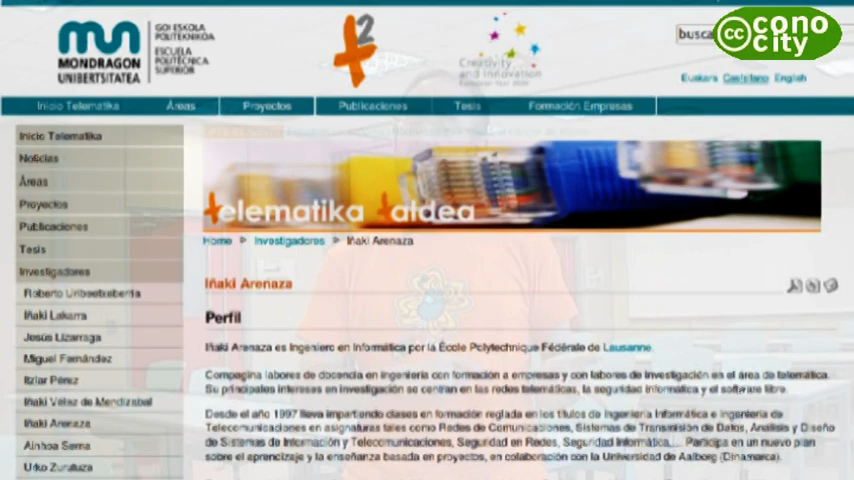 MONDRAGON
UNIBERTSITATEA
GOI ESKOLA
POLITEKNIKOA
ESCUELA
POLITÉCNICA
SUPERIOR
t2
Creativity
and Innovation
busca
cc cono
city
Euskara Castellano English
Inicio Telematika Áreas Proyectos Publicaciones Tesis Formación Empresas
Inicio Telematika
Noticias
Áreas
Proyectos
Publicaciones
Tesis
Investigadores
Roberto Uribeetxeberria
Iñaki Lakarra
Jesús Lizarraga
Miguel Fernández
Itziar Pérez
Iñaki Vélez de Mendizabal
Iñaki Arenaza
Ainhoa Serna
Urko Zurutuza
telematika taldea
Home Investigadores Iñaki Arenaza
Iñaki Arenaza
Perfil
Iñaki Arenaza es Ingeniero en Informática por la École Polytechnique Fédérale de Lausanne.
Compagina labores de docencia en ingeniería con formación a empresas y con labores de investigación en el área de telemática.
Su principales intereses en investigación se centran en las redes telemáticas, la seguridad informática y el software libre.
Desde el año 1997 lleva impartiendo clases en formación reglada en los títulos de Ingeniería Informática e Ingeniería de
Telecomunicaciones en asignaturas tales como Redes de Comunicaciones, Sistemas de Transmisión de Datos, Análisis y Diseño
de Sistemas de Información y Telecomunicaciones, Seguridad en Redes, Seguridad Informática,... Participa en un nuevo plan
sobre el aprendizaje y la enseñanza basada en proyectos, en colaboración con la Universidad de Aalborg (Dinamarca).